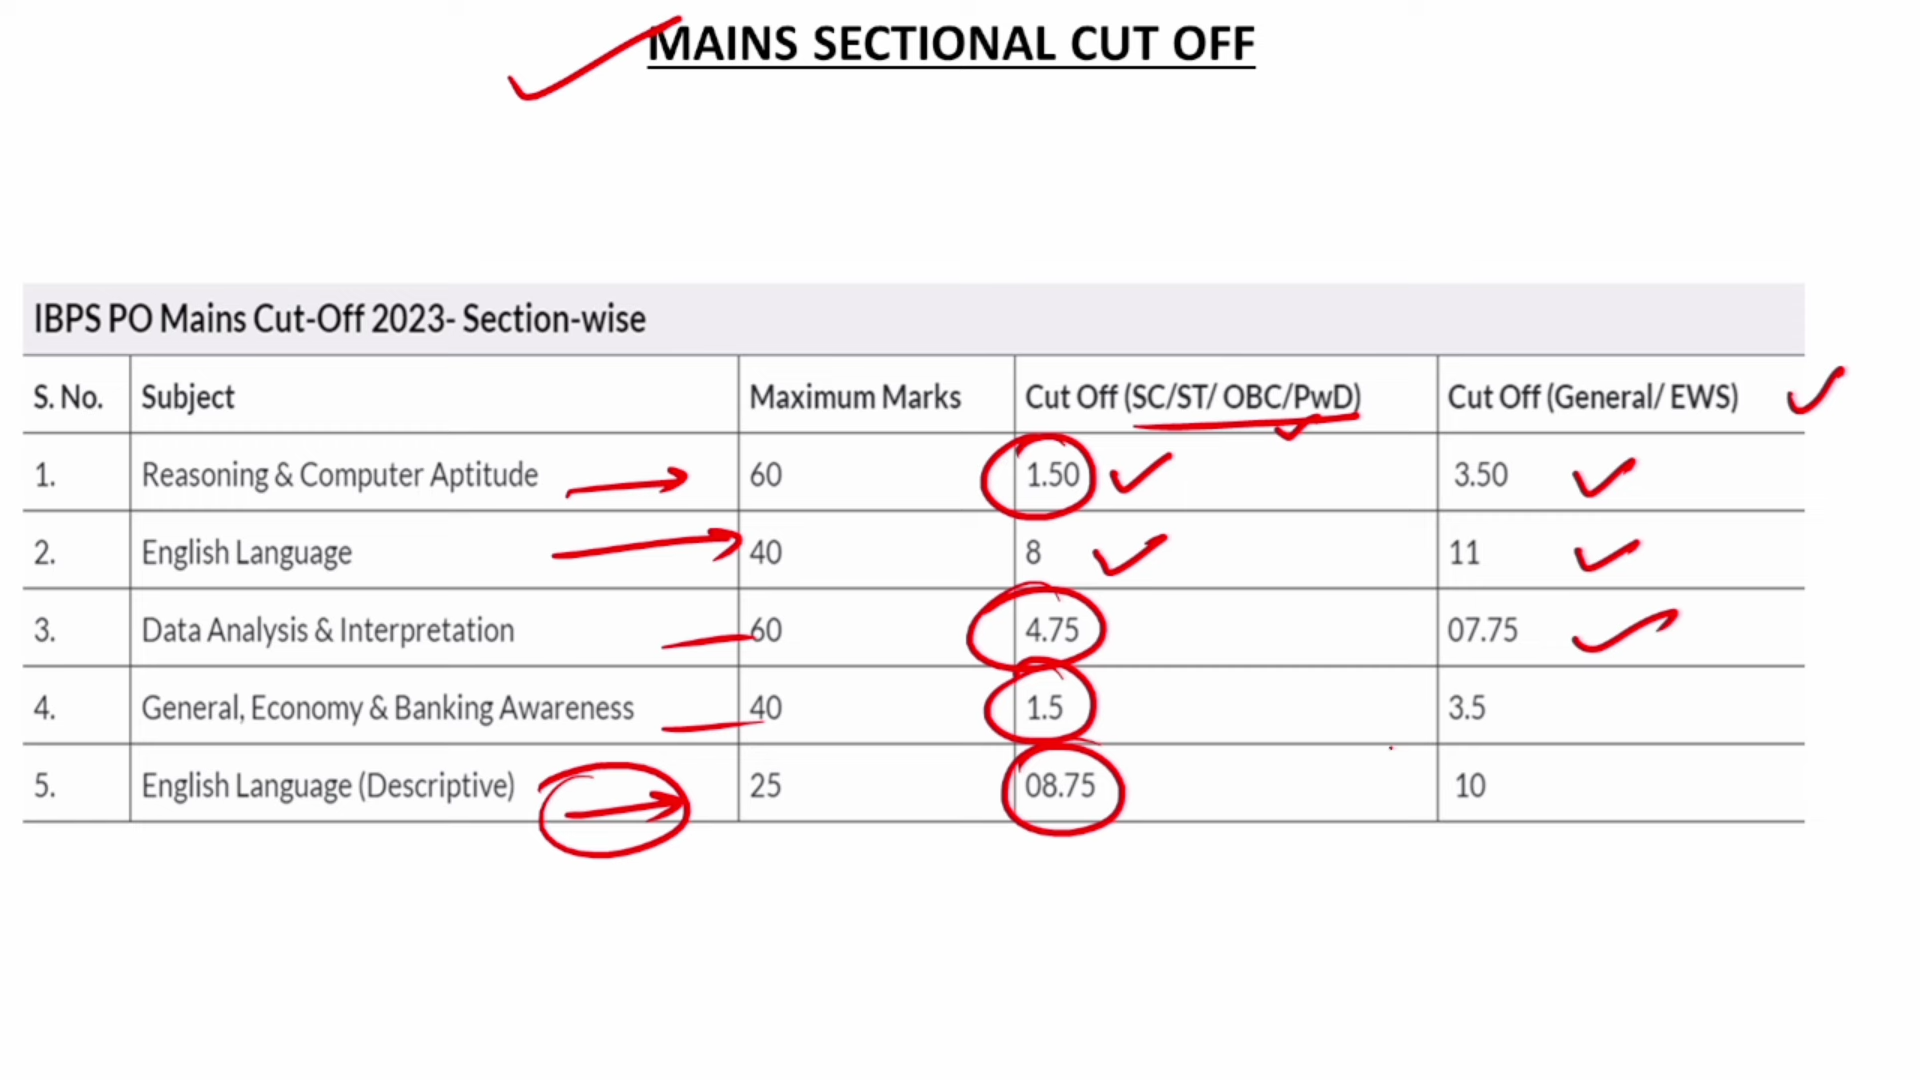 MAINS SECTIONAL CUT OFF
IBPS PO Mains Cut-Off 2023- Section-wise
S. No. Subject Maximum Marks Cut Off (SC/ST/ OBC/PwD) Cut Off (General/ EWS)
1. Reasoning & Computer Aptitude 60 1.50 3.50
2. English Language 40 8 11
3. Data Analysis & Interpretation 60 4.75 07.75
4. General, Economy & Banking Awareness 40 1.5 3.5
5. English Language (Descriptive) 25 08.75 10